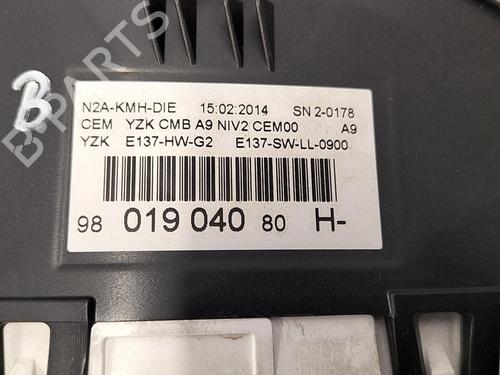 B-PARTS
B
N2A-KMH-DIE 15:02:2014 SN 2-0178
CEM YZK CMB A9 NIV2 CEM00 A9
YZK E137-HW-G2 E137-SW-LL-0900
98 019 040 80 H-